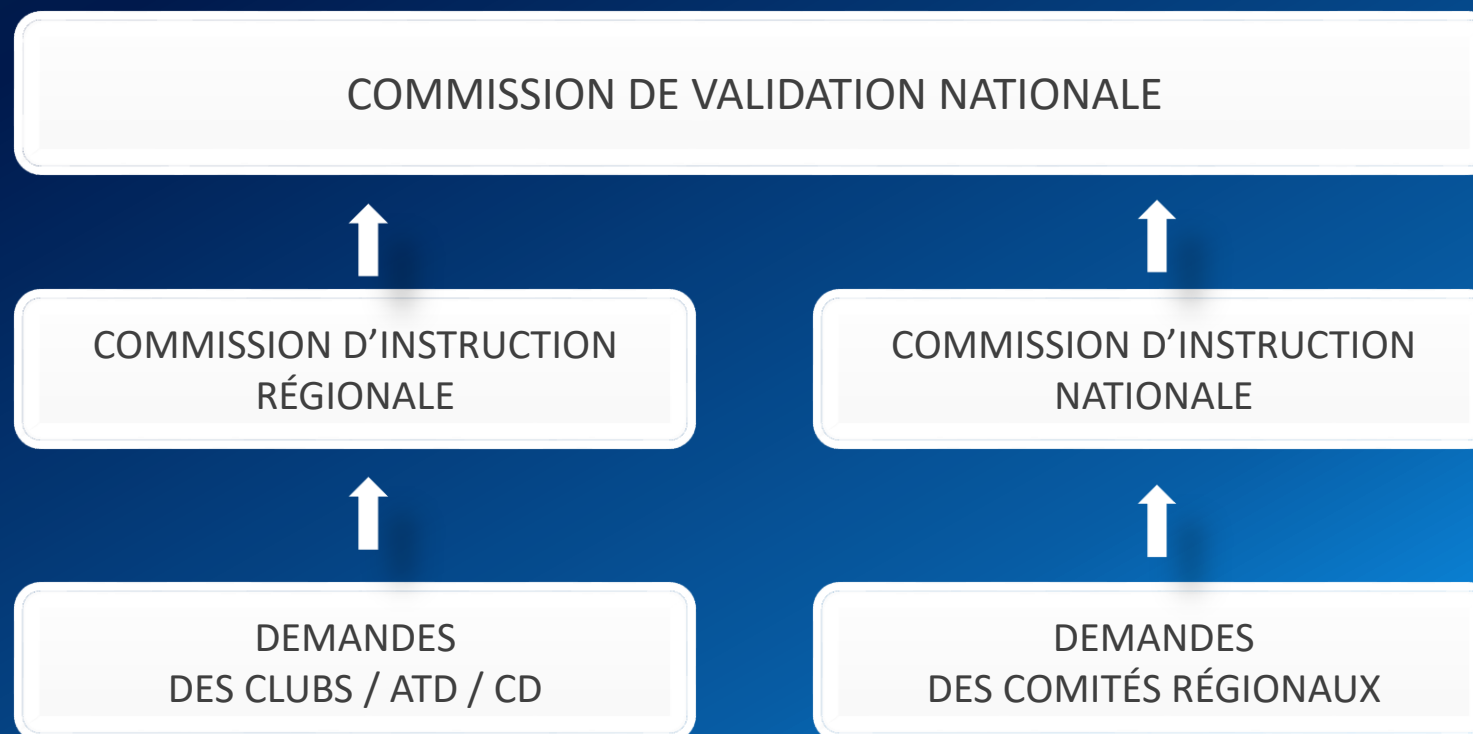 COMMISSION DE VALIDATION NATIONALE
COMMISSION D’INSTRUCTION
RÉGIONALE
COMMISSION D’INSTRUCTION
NATIONALE
DEMANDES
DES CLUBS / ATD / CD
DEMANDES
DES COMITÉS RÉGIONAUX